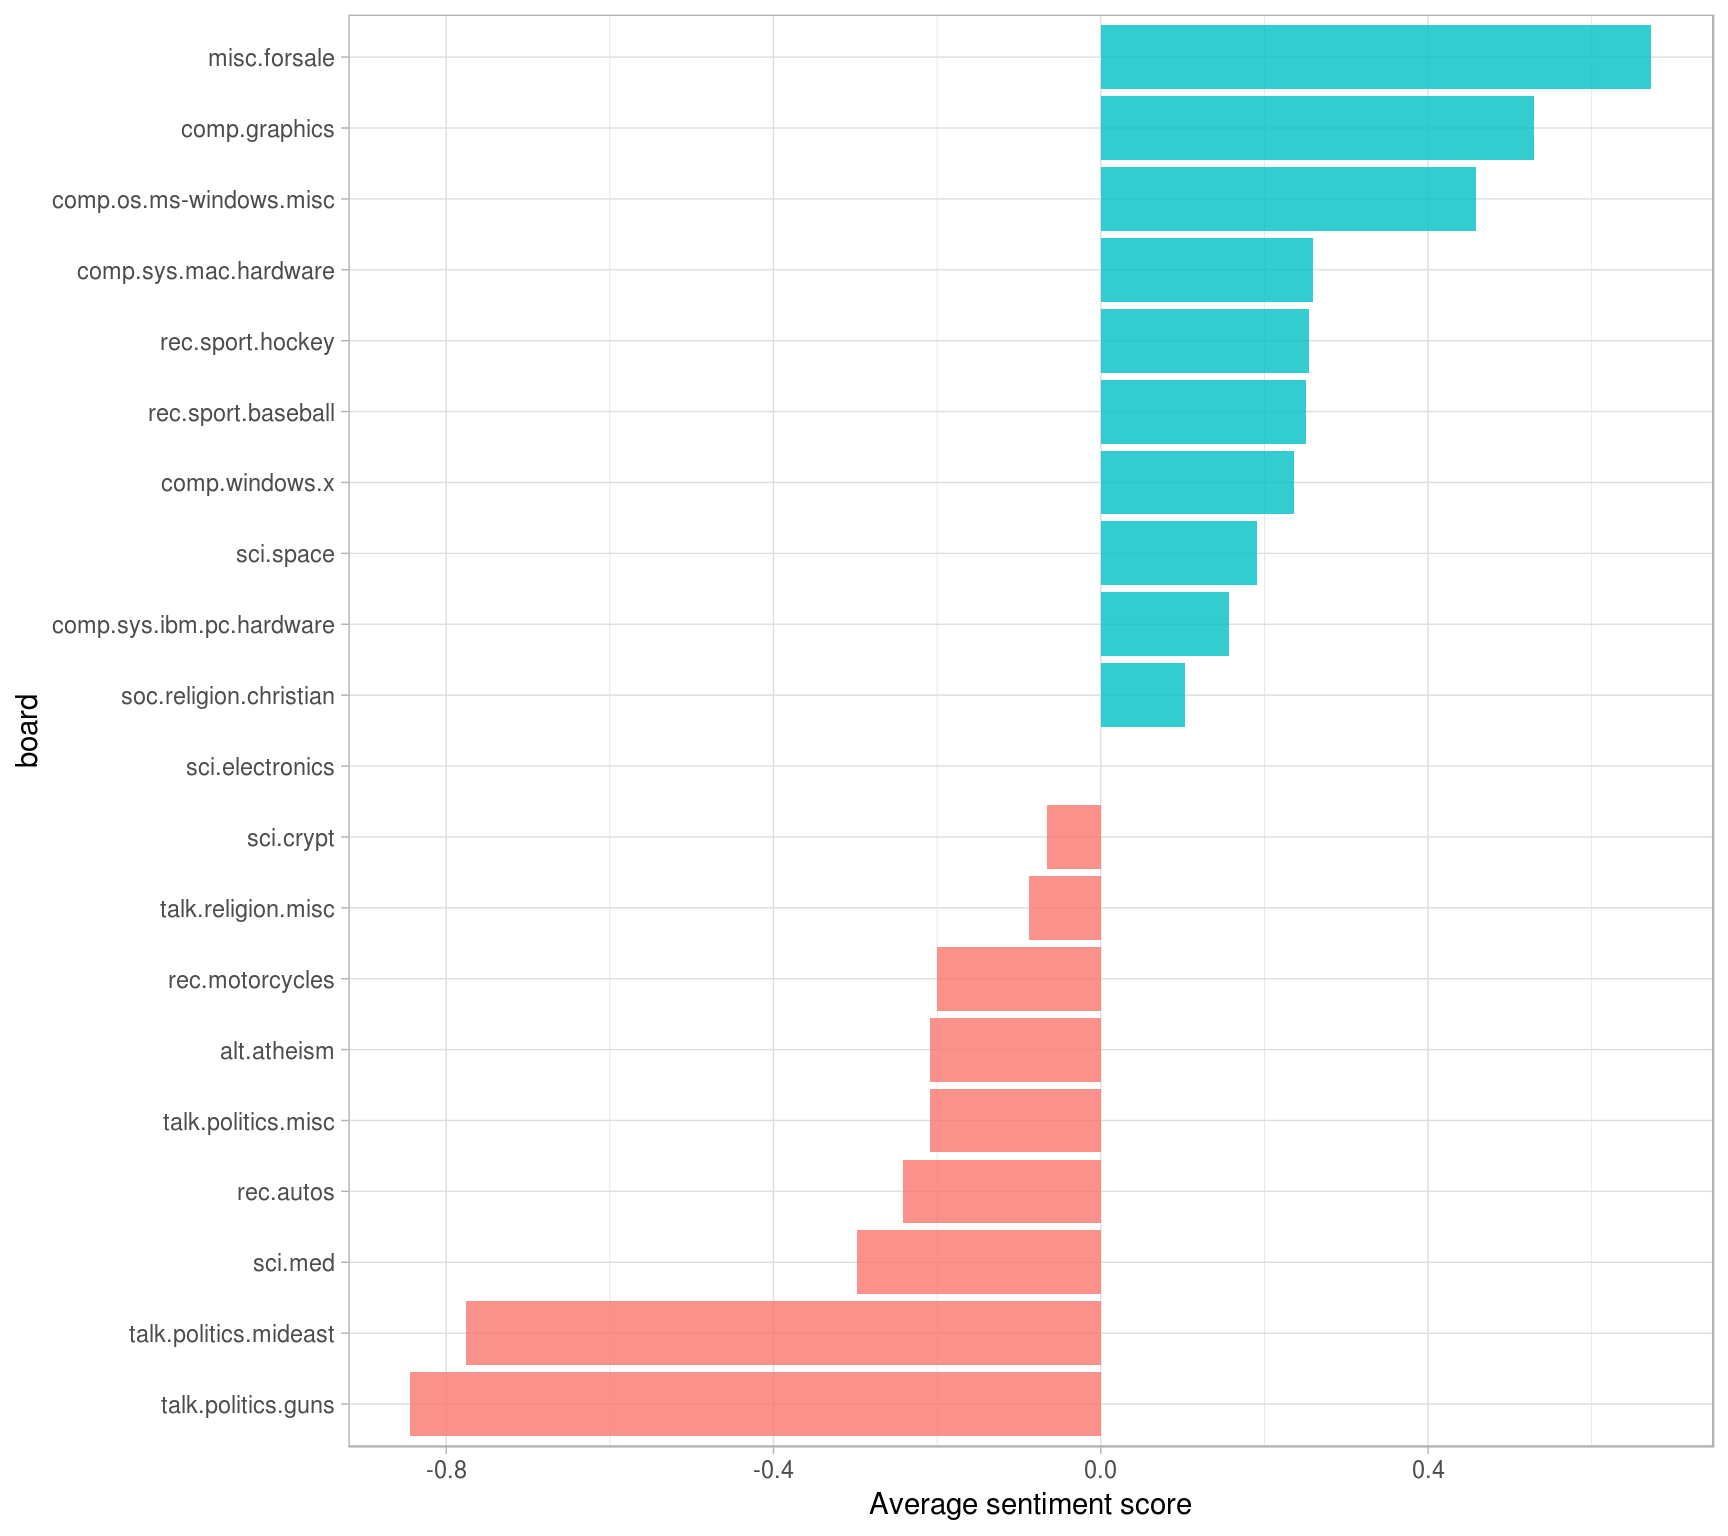 misc.forsale
comp.graphics
comp.os.ms-windows.misc
comp.sys.mac.hardware
rec.sport.hockey
rec.sport.baseball
comp.windows.x
sci.space
comp.sys.ibm.pc.hardware
soc.religion.christian
sci.electronics
sci.crypt
talk.religion.misc
rec.motorcycles
alt.atheism
talk.politics.misc
rec.autos
sci.med
talk.politics.mideast
talk.politics.guns
board
-0.8 -0.4 0.0 0.4
Average sentiment score